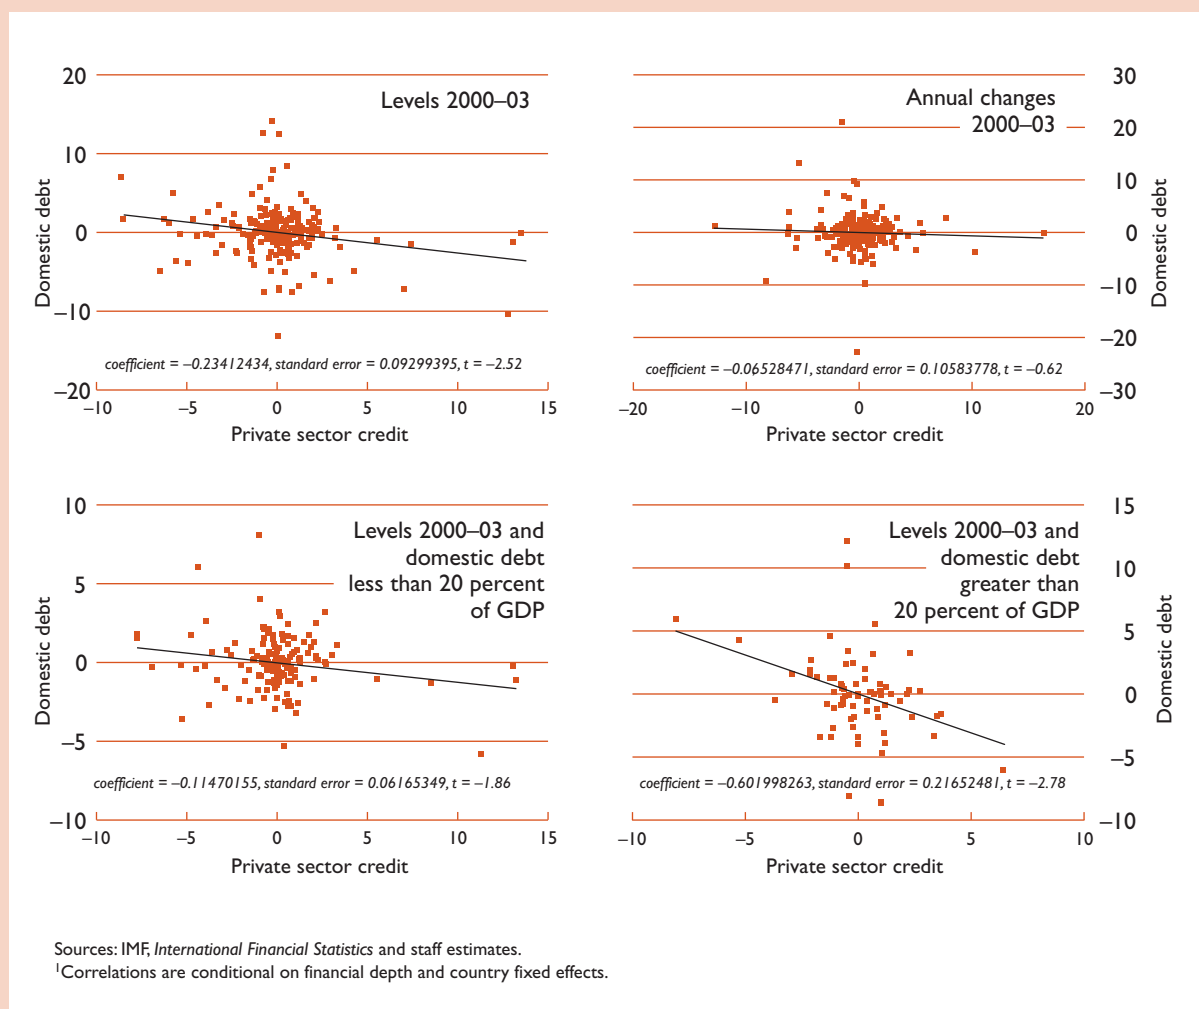 20
10
0
−10
−20
Domestic debt
Levels 2000–03
coefficient = −0.23412434, standard error = 0.09299395, t = −2.52
−10
−5
0
5
10
15
Private sector credit
30
20
10
0
−10
−20
−30
Domestic debt
Annual changes
2000–03
coefficient = −0.06528471, standard error = 0.10583778, t = −0.62
−20
−10
0
10
20
Private sector credit
10
5
0
−5
−10
Domestic debt
Levels 2000–03 and
domestic debt
less than 20 percent
of GDP
coefficient = −0.11470155, standard error = 0.06165349, t = −1.86
−10
−5
0
5
10
15
Private sector credit
15
10
5
0
−5
−10
Domestic debt
Levels 2000–03 and
domestic debt
greater than
20 percent of GDP
coefficient = −0.601998263, standard error = 0.21652481, t = −2.78
−10
−5
0
5
10
Private sector credit
Sources: IMF, International Financial Statistics and staff estimates.
1Correlations are conditional on financial depth and country fixed effects.